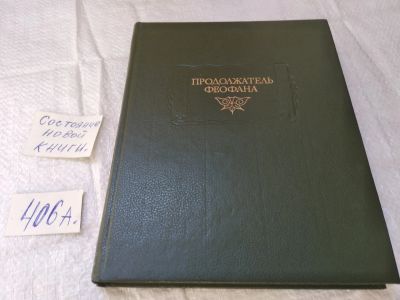 ПРОДОЛЖАТЕЛЬ
ФЕОФАНА
Состояние
новой
книги.
406А.